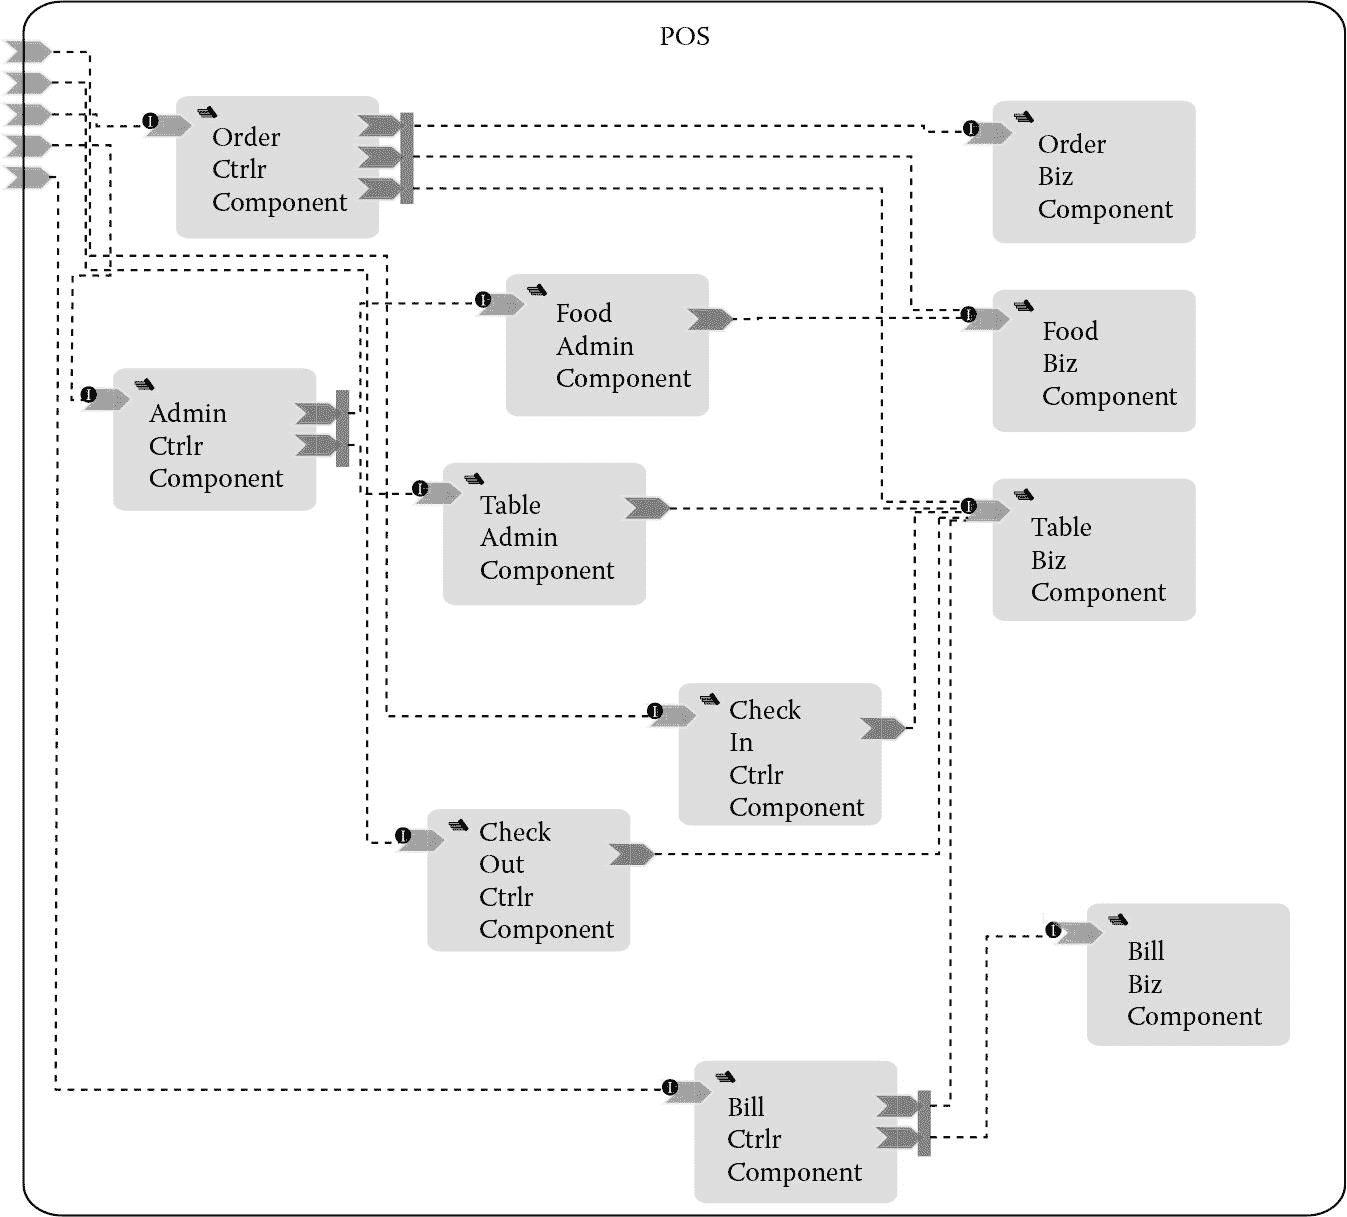 POS
Order
Ctrlr
Component
Order
Biz
Component
Food
Admin
Component
Food
Biz
Component
Admin
Ctrlr
Component
Table
Admin
Component
Table
Biz
Component
Check
In
Ctrlr
Component
Check
Out
Ctrlr
Component
Bill
Biz
Component
Bill
Ctrlr
Component
I
I
I
I
I
I
I
I
I
I
I